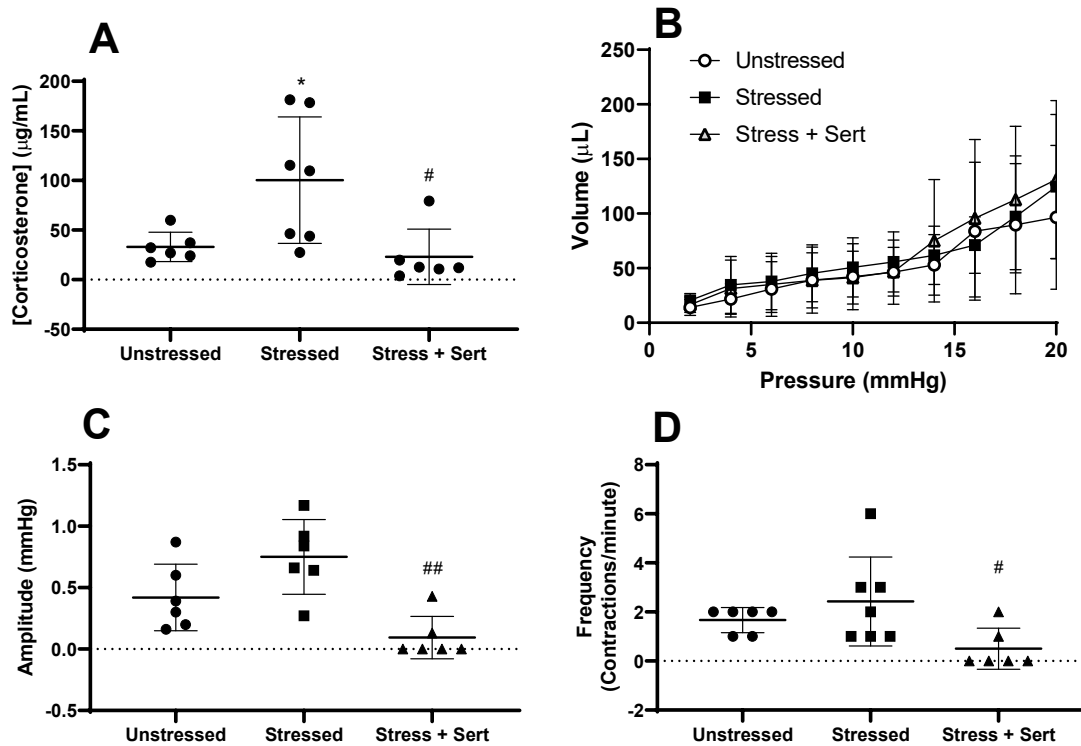 A
[Corticosterone] (μg/mL)
200
150
100
50
0
-50
*
#
Unstressed
Stressed
Stress + Sert
B
Volume (μL)
250
200
150
100
50
0
Unstressed
Stressed
Stress + Sert
0
5
10
15
20
Pressure (mmHg)
C
Amplitude (mmHg)
1.5
1.0
0.5
0.0
-0.5
##
Unstressed
Stressed
Stress + Sert
D
Frequency
(Contractions/minute)
8
6
4
2
0
-2
#
Unstressed
Stressed
Stress + Sert